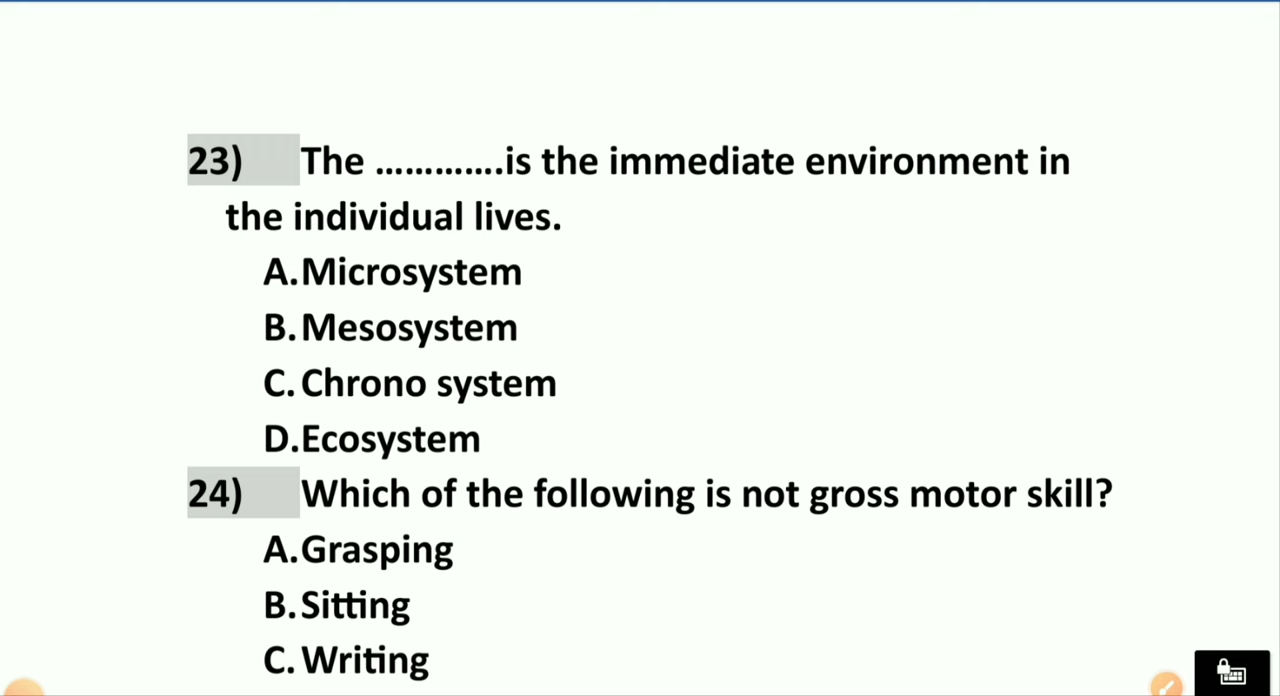 23) The .............is the immediate environment in
the individual lives.
A.Microsystem
B.Mesosystem
C.Chrono system
D.Ecosystem
24) Which of the following is not gross motor skill?
A.Grasping
B.Sitting
C.Writing